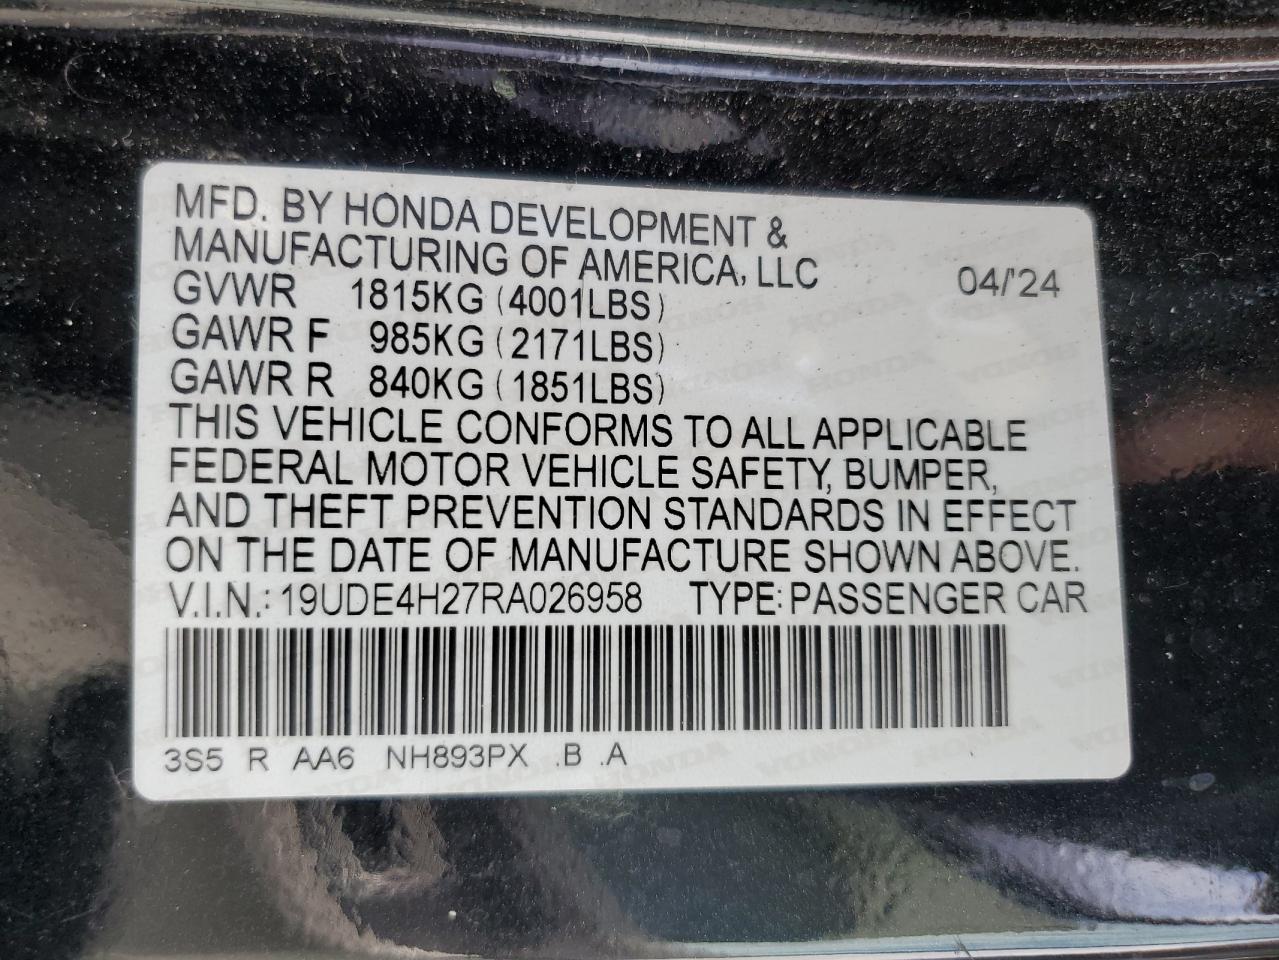 MFD. BY HONDA DEVELOPMENT &
MANUFACTURING OF AMERICA, LLC 04/'24
GVWR 1815KG (4001LBS)
GAWR F 985KG (2171LBS)
GAWR R 840KG (1851LBS)
THIS VEHICLE CONFORMS TO ALL APPLICABLE
FEDERAL MOTOR VEHICLE SAFETY, BUMPER,
AND THEFT PREVENTION STANDARDS IN EFFECT
ON THE DATE OF MANUFACTURE SHOWN ABOVE.
V.I.N.: 19UDE4H27RA026958 TYPE: PASSENGER CAR
3S5 R AA6 NH893PX .B .A